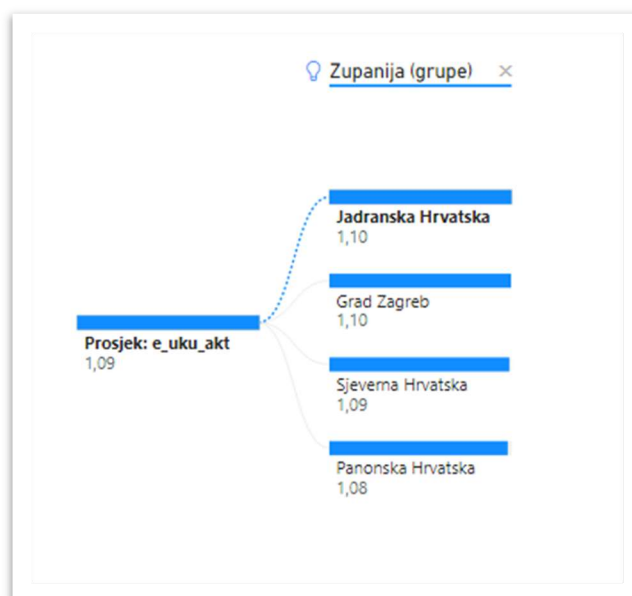 Zupanija (grupe)
Jadranska Hrvatska
1,10
Grad Zagreb
1,10
Prosjek: e_uku_akt
1,09
Sjeverna Hrvatska
1,09
Panonska Hrvatska
1,08